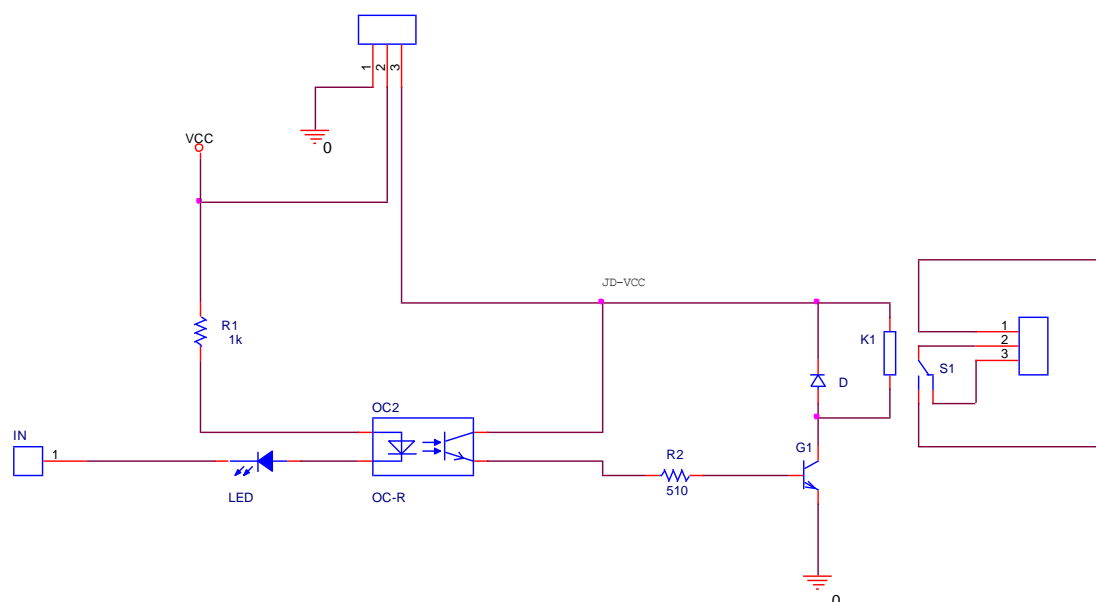 1
2
3
0
VCC
JD-VCC
R1
1k
K1
1
2
3
S1
D
OC2
IN
1
G1
R2
510
LED
OC-R
0